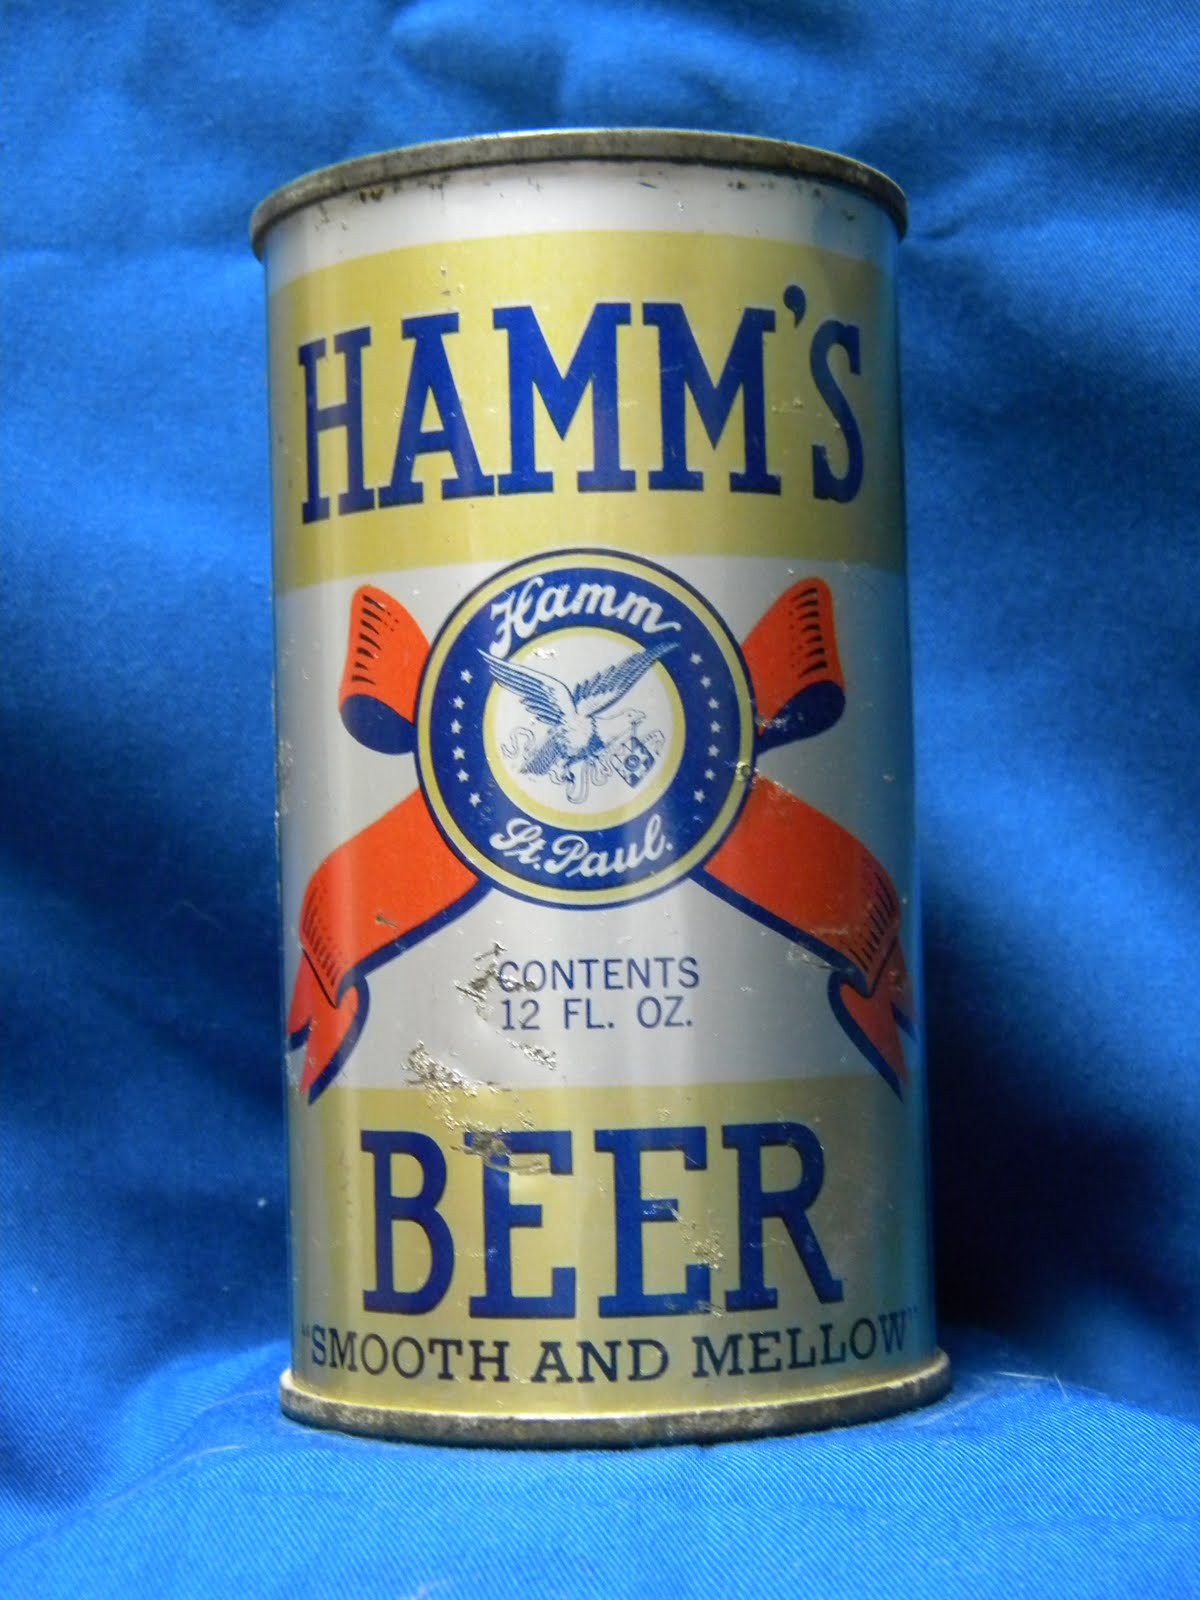 HAMM'S
Hamm
St. Paul.
CONTENTS
12 FL. OZ.
BEER
"SMOOTH AND MELLOW"